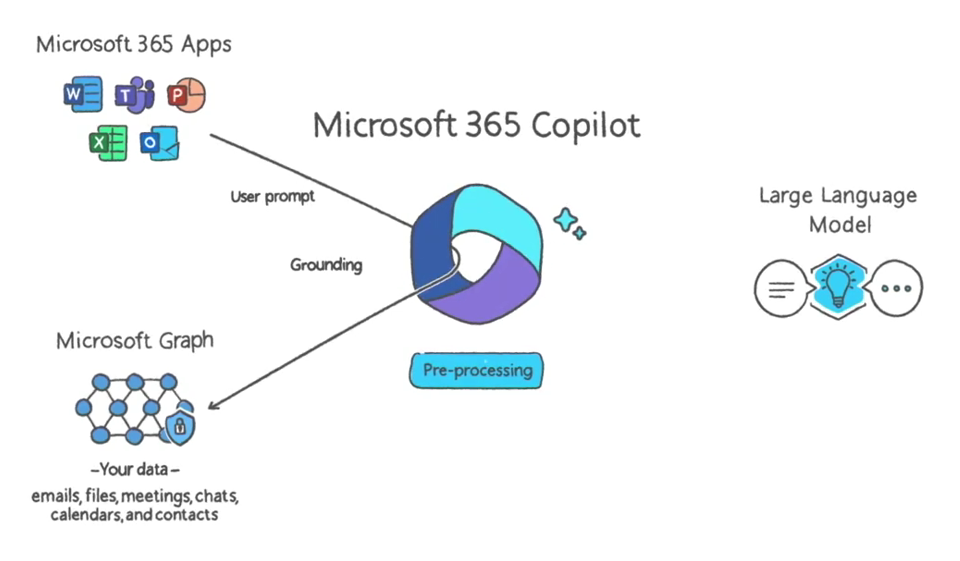 Microsoft 365 Apps
W
T
P
X
O
Microsoft 365 Copilot
User prompt
Grounding
Large Language
Model
Pre-processing
Microsoft Graph
–Your data–
emails, files, meetings, chats,
calendars, and contacts